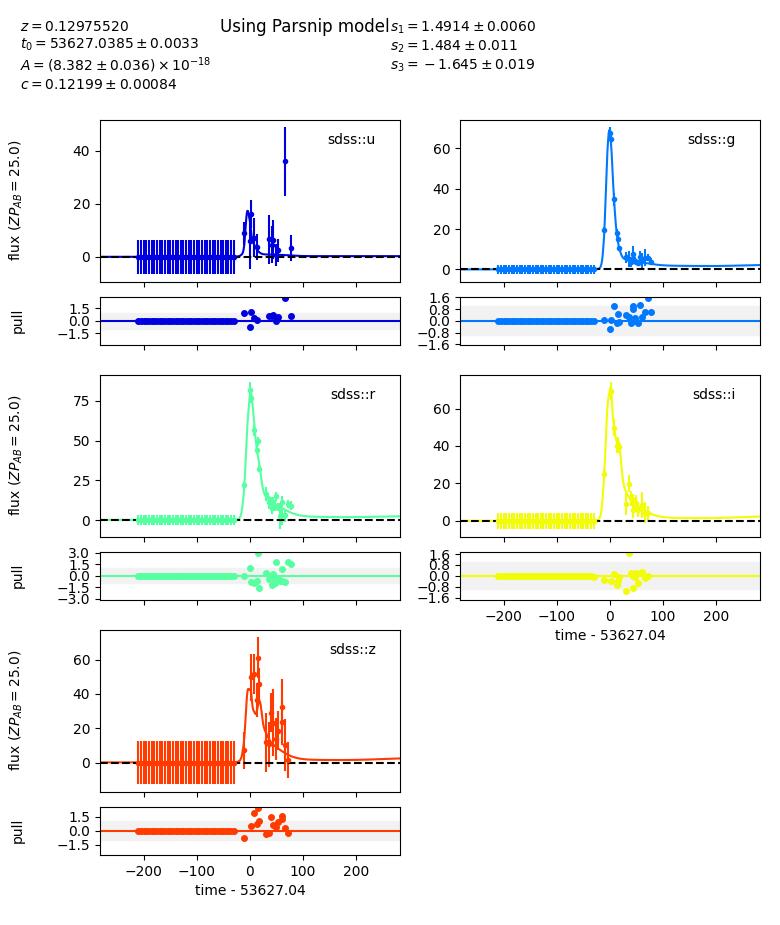 Using Parsnip model
z = 0.12975520
t₀ = 53627.0385 ± 0.0033
A = (8.382 ± 0.036) × 10⁻¹⁸
c = 0.12199 ± 0.00084
s₁ = 1.4914 ± 0.0060
s₂ = 1.484 ± 0.011
s₃ = −1.645 ± 0.019
flux (ZP_AB = 25.0)
40
20
0
sdss::u
60
40
20
0
sdss::g
pull
1.5
0.0
−1.5
1.6
0.8
0.0
−0.8
−1.6
flux (ZP_AB = 25.0)
75
50
25
0
sdss::r
60
40
20
0
sdss::i
pull
3.0
1.5
0.0
−1.5
−3.0
1.6
0.8
0.0
−0.8
−1.6
−200 −100 0 100 200
time - 53627.04
flux (ZP_AB = 25.0)
60
40
20
0
sdss::z
pull
1.5
0.0
−1.5
−200 −100 0 100 200
time - 53627.04